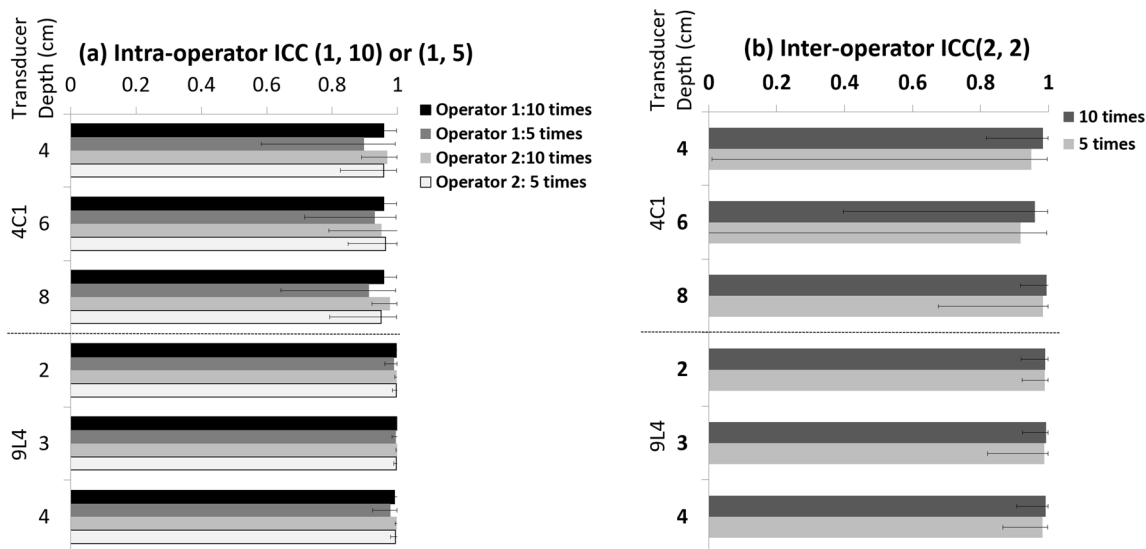 Transducer
Depth (cm)
(a) Intra-operator ICC (1, 10) or (1, 5)
0 0.2 0.4 0.6 0.8 1
Operator 1:10 times
Operator 1:5 times
Operator 2:10 times
Operator 2: 5 times
4C1
4
6
8
9L4
2
3
4
Transducer
Depth (cm)
(b) Inter-operator ICC(2, 2)
0 0.2 0.4 0.6 0.8 1
10 times
5 times
4C1
4
6
8
9L4
2
3
4